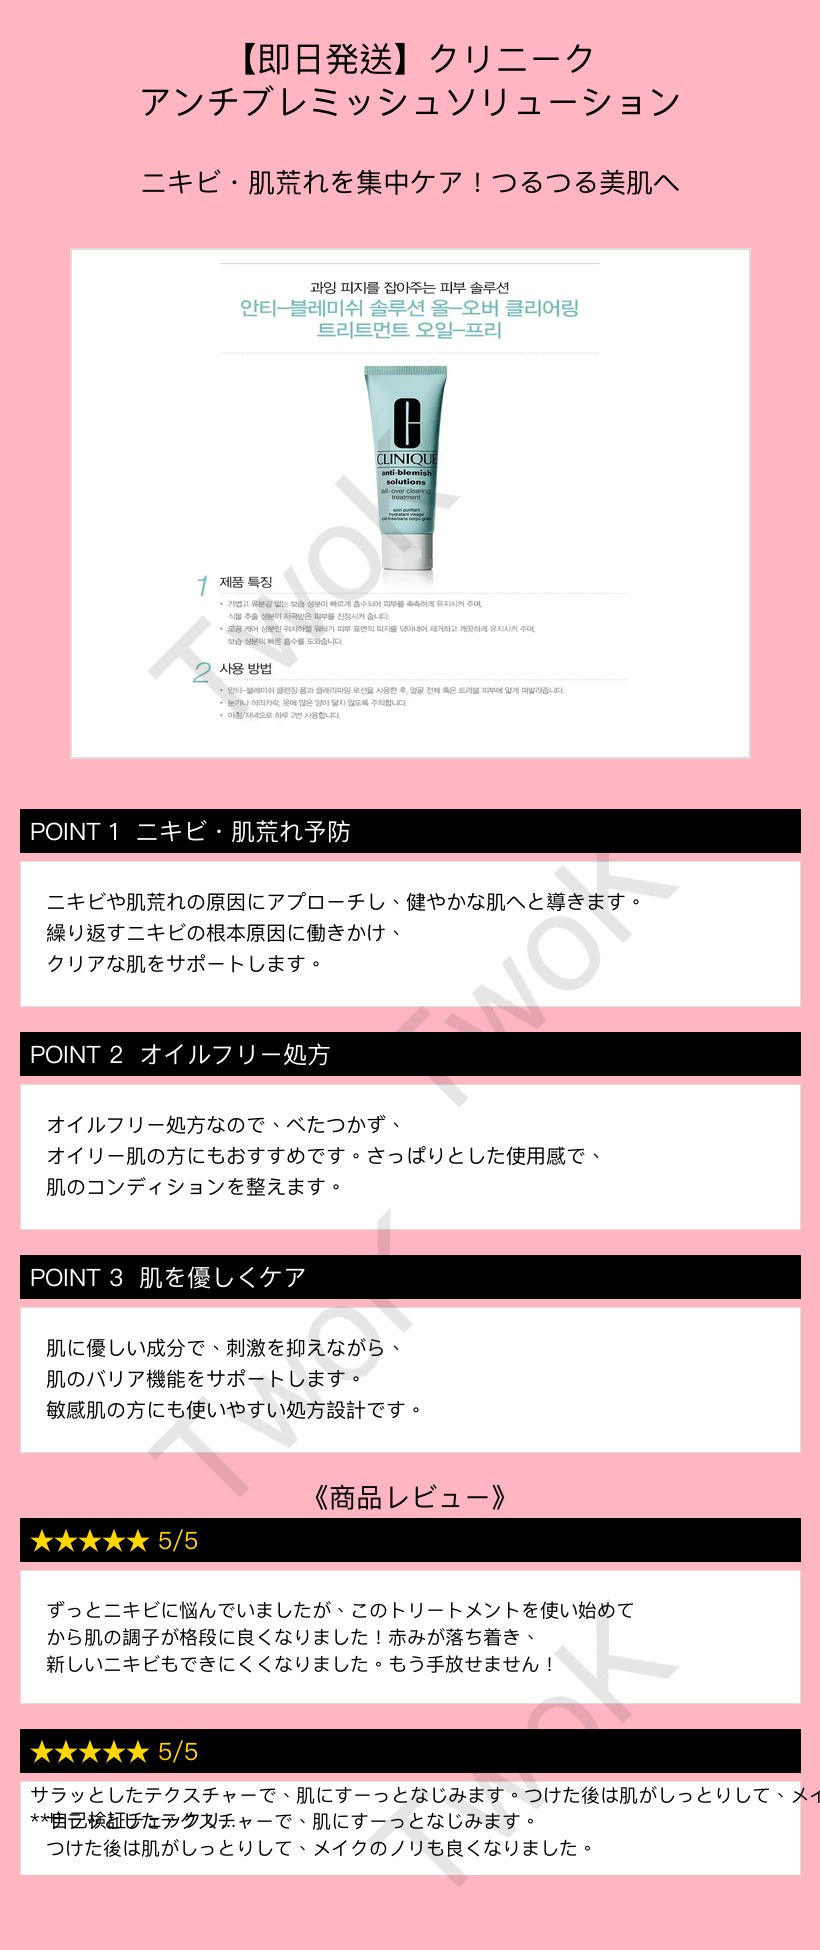 【即日発送】クリニーク
アンチブレミッシュソリューション
ニキビ・肌荒れを集中ケア！つるつる美肌へ
과잉 피지를 잡아주는 피부 솔루션
안티-블레미쉬 솔루션 올-오버 클리어링
트리트먼트 오일-프리
CLINIQUE
anti-blemish
solutions
all-over clearing
treatment
soin purifiant
hydratant visage
oil-free/sans corps gras
1 제품 특징
• 가볍고 유분감 없는 보습 성분이 빠르게 흡수되어 피부를 촉촉하게 유지시켜 주며,
식물 추출 성분이 자극받은 피부를 진정시켜 줍니다.
• 모공 케어 성분인 위치하젤 워터가 피부 표면의 피지를 닦아내어 제거하고 깨끗하게 유지시켜 주며,
보습 성분의 빠른 흡수를 도와줍니다.
2 사용 방법
• 안티-블레미쉬 클렌징 폼과 클래리파잉 로션을 사용한 후, 얼굴 전체 혹은 트러블 피부에 얇게 펴발라줍니다.
• 눈가나 머리카락, 옷에 많은 양이 닿지 않도록 주의합니다.
• 아침/저녁으로 하루 2번 사용합니다.
TwoK
POINT 1 ニキビ・肌荒れ予防
ニキビや肌荒れの原因にアプローチし、健やかな肌へと導きます。
繰り返すニキビの根本原因に働きかけ、
クリアな肌をサポートします。
TwoK
POINT 2 オイルフリー処方
オイルフリー処方なので、べたつかず、
オイリー肌の方にもおすすめです。さっぱりとした使用感で、
肌のコンディションを整えます。
POINT 3 肌を優しくケア
肌に優しい成分で、刺激を抑えながら、
肌のバリア機能をサポートします。
敏感肌の方にも使いやすい処方設計です。
TwoK
《商品レビュー》
★★★★★ 5/5
ずっとニキビに悩んでいましたが、このトリートメントを使い始めて
から肌の調子が格段に良くなりました！赤みが落ち着き、
新しいニキビもできにくくなりました。もう手放せません！
★★★★★ 5/5
サラッとしたテクスチャーで、肌にすーっとなじみます。つけた後は肌がしっとりして、メイ
サラッとしたテクスチャーで、肌にすーっとなじみます。
つけた後は肌がしっとりして、メイクのノリも良くなりました。
TwoK